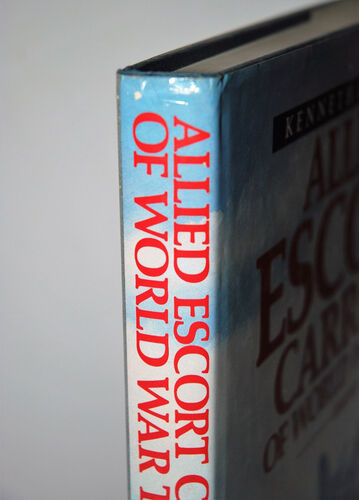 ALLIED ESCORT C
OF WORLD WAR T
KENNETH
ALL
ESCO
CARR
OF WORLD